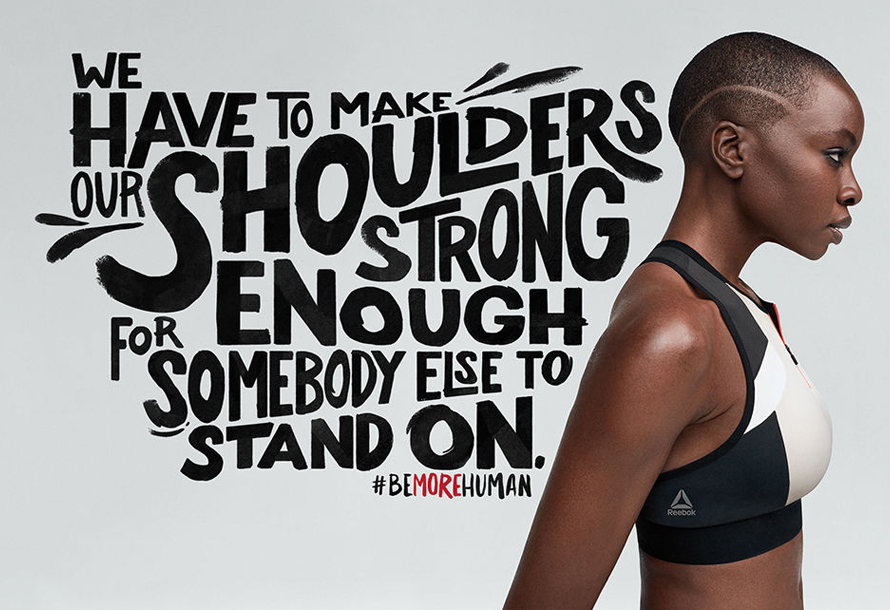 WE
HAVE TO MAKE
OUR SHOULDERS
STRONG
ENOUGH
FOR
SOMEBODY ELSE TO
STAND ON.
#BEMOREHUMAN
Reebok